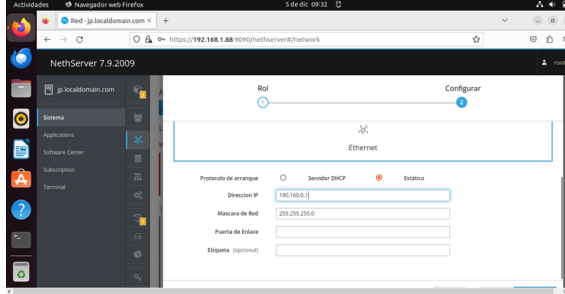 Actividades Navegador web Firefox 5 de dic 09:32
Red - jp.localdomain.com × +
https://192.168.1.88:9090/nethserver#/network
NethServer 7.9.2009
jp.localdomain.com
Rol Configurar
1 2
Sistema
Applications
Software Center
Subscription
Terminal
Ethernet
Protocolo de arranque Servidor DHCP Estático
Direccion IP 190.160.0.1
Mascara de Red 255.255.255.0
Puerta de Enlace
Etiqueta (opcional)